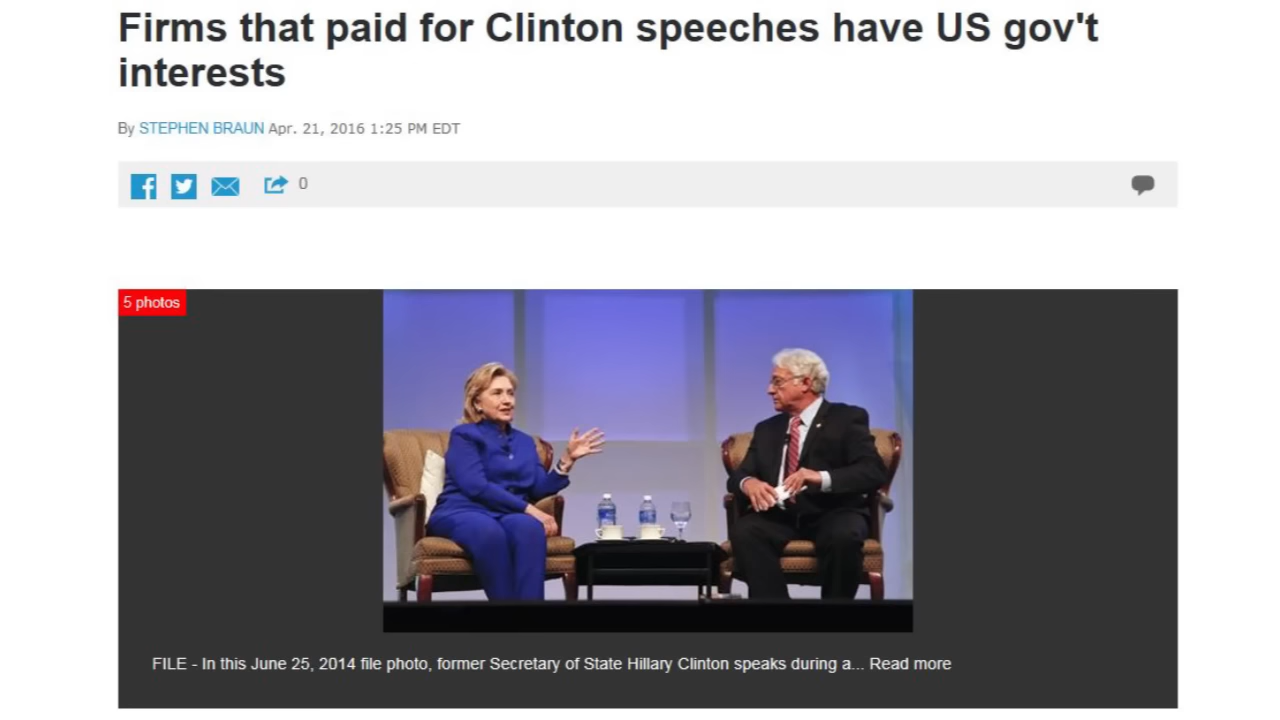 Firms that paid for Clinton speeches have US gov't
interests
By STEPHEN BRAUN Apr. 21, 2016 1:25 PM EDT
0
5 photos
FILE - In this June 25, 2014 file photo, former Secretary of State Hillary Clinton speaks during a... Read more